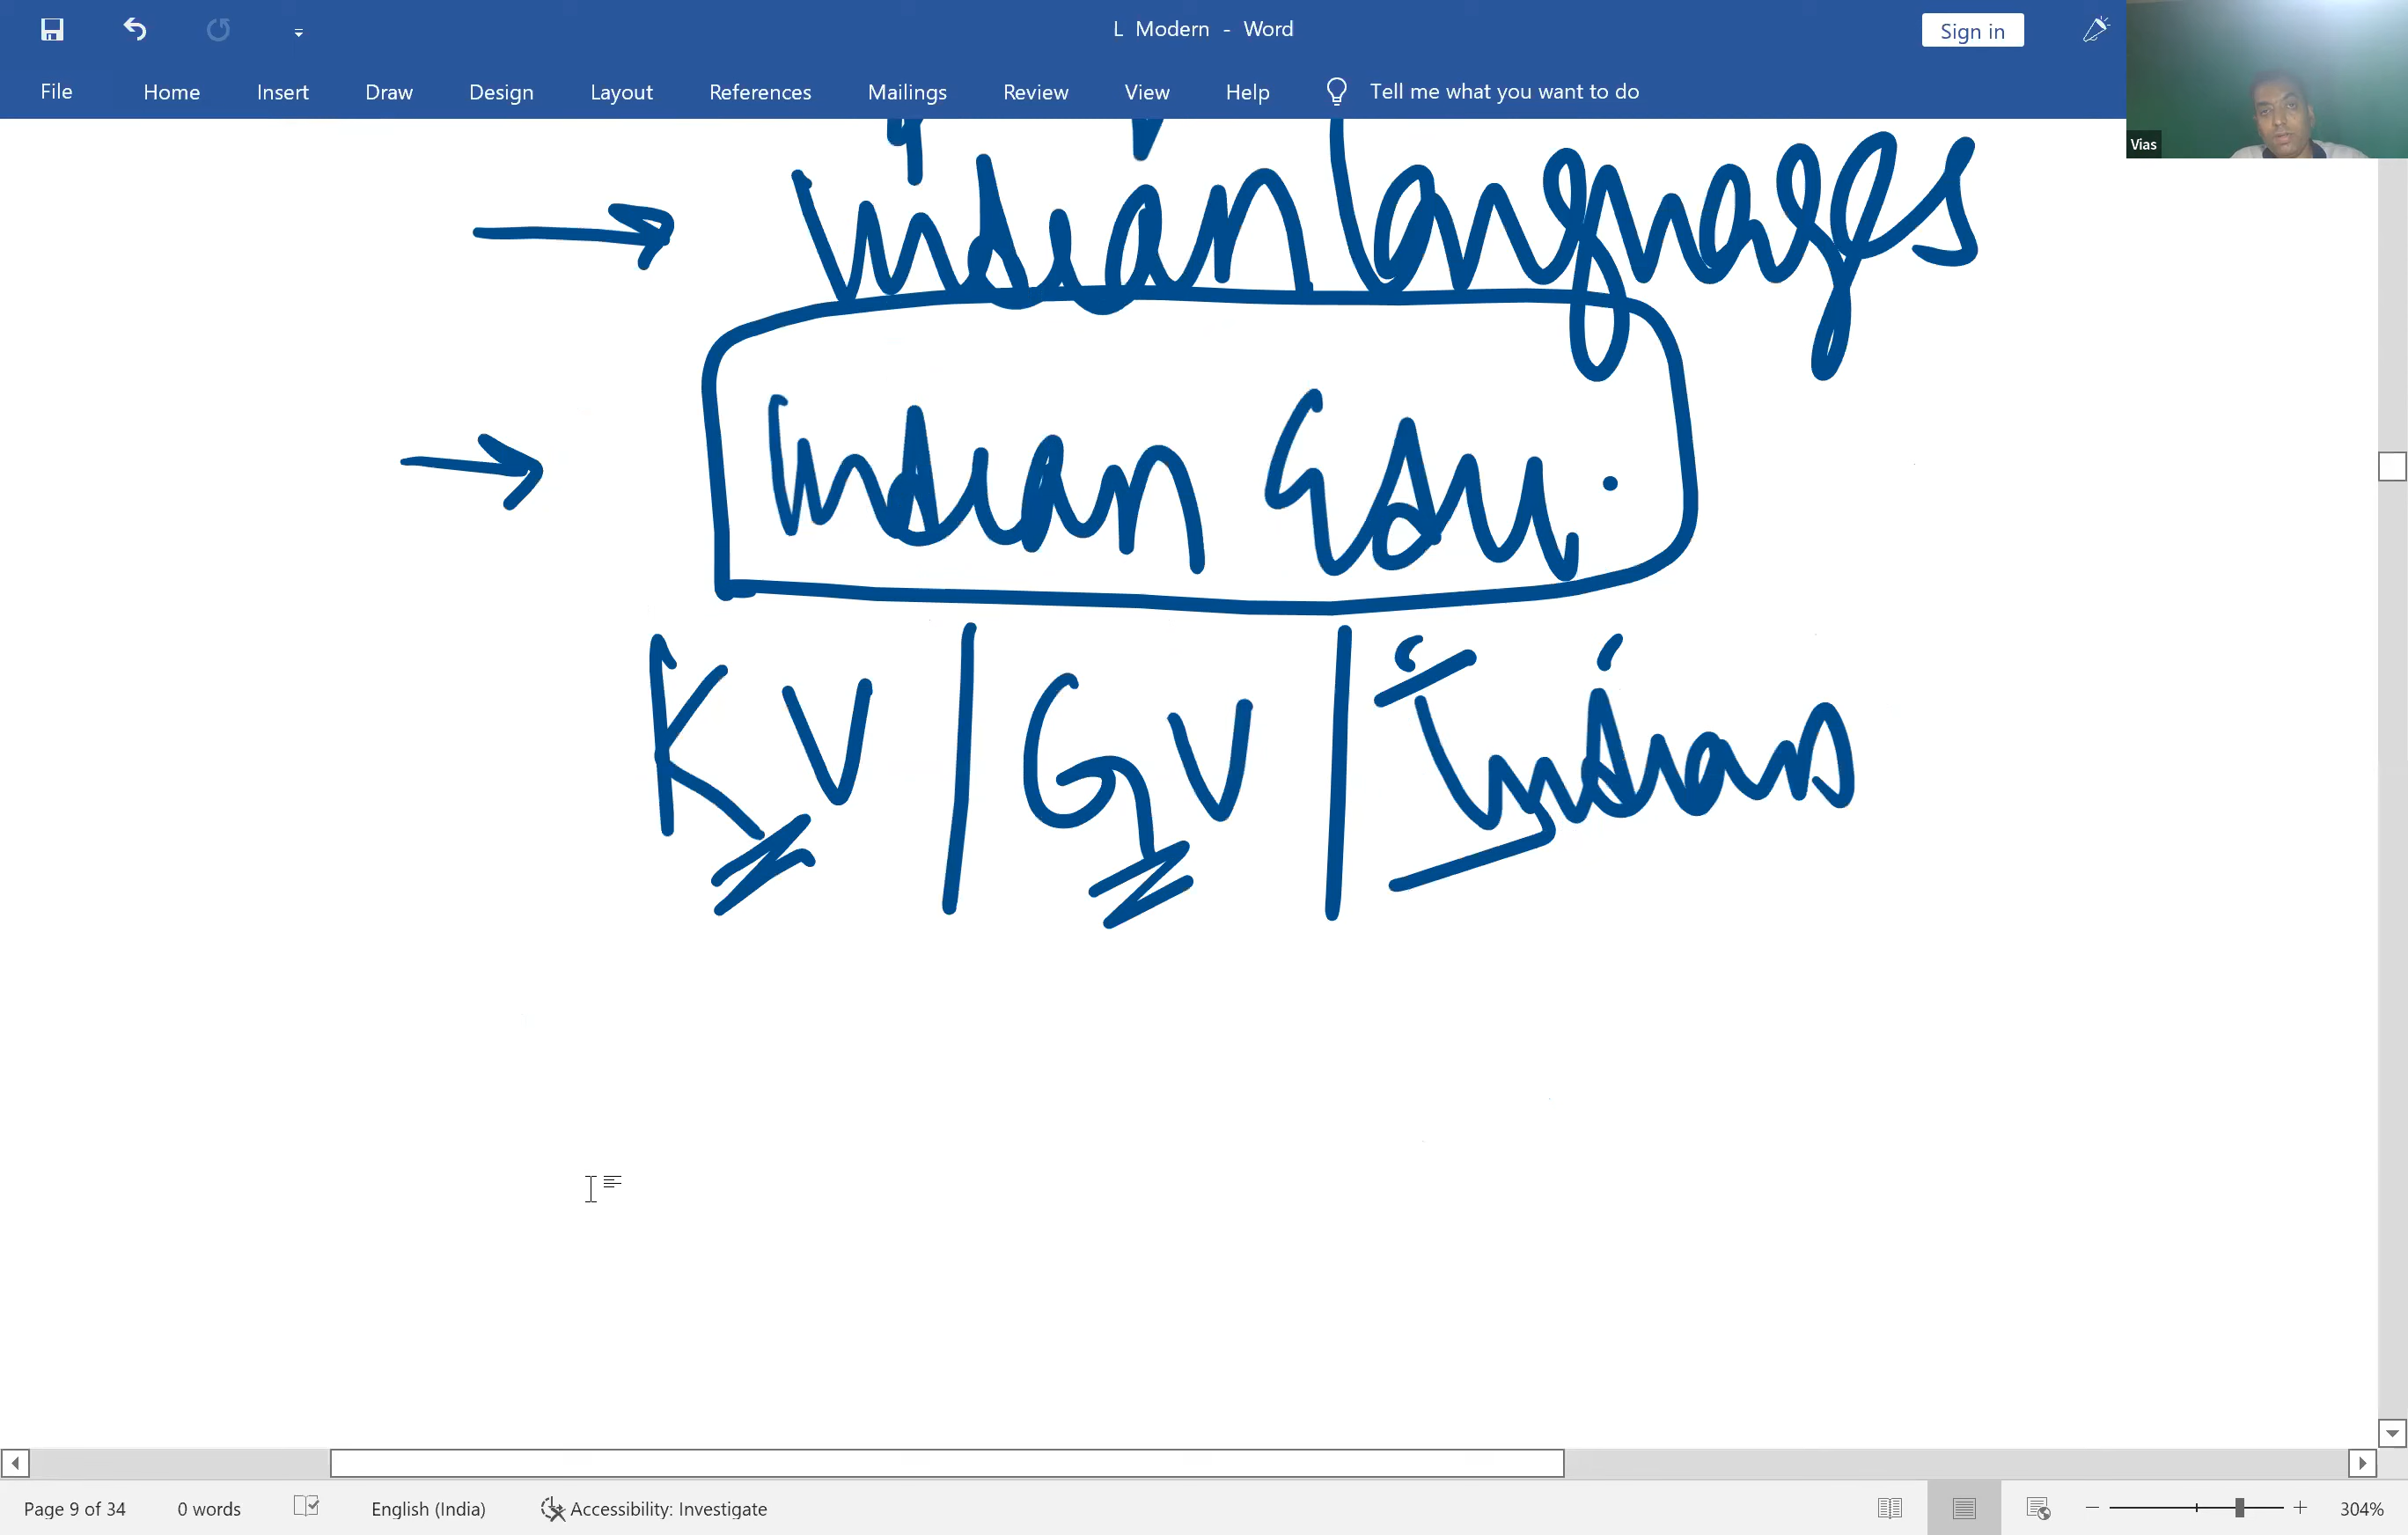 L Modern - Word
Sign in
File Home Insert Draw Design Layout References Mailings Review View Help Tell me what you want to do
Vias
Indian Languages
Indian Edu.
KV | GV | Indians
Page 9 of 34 0 words English (India) Accessibility: Investigate 304%